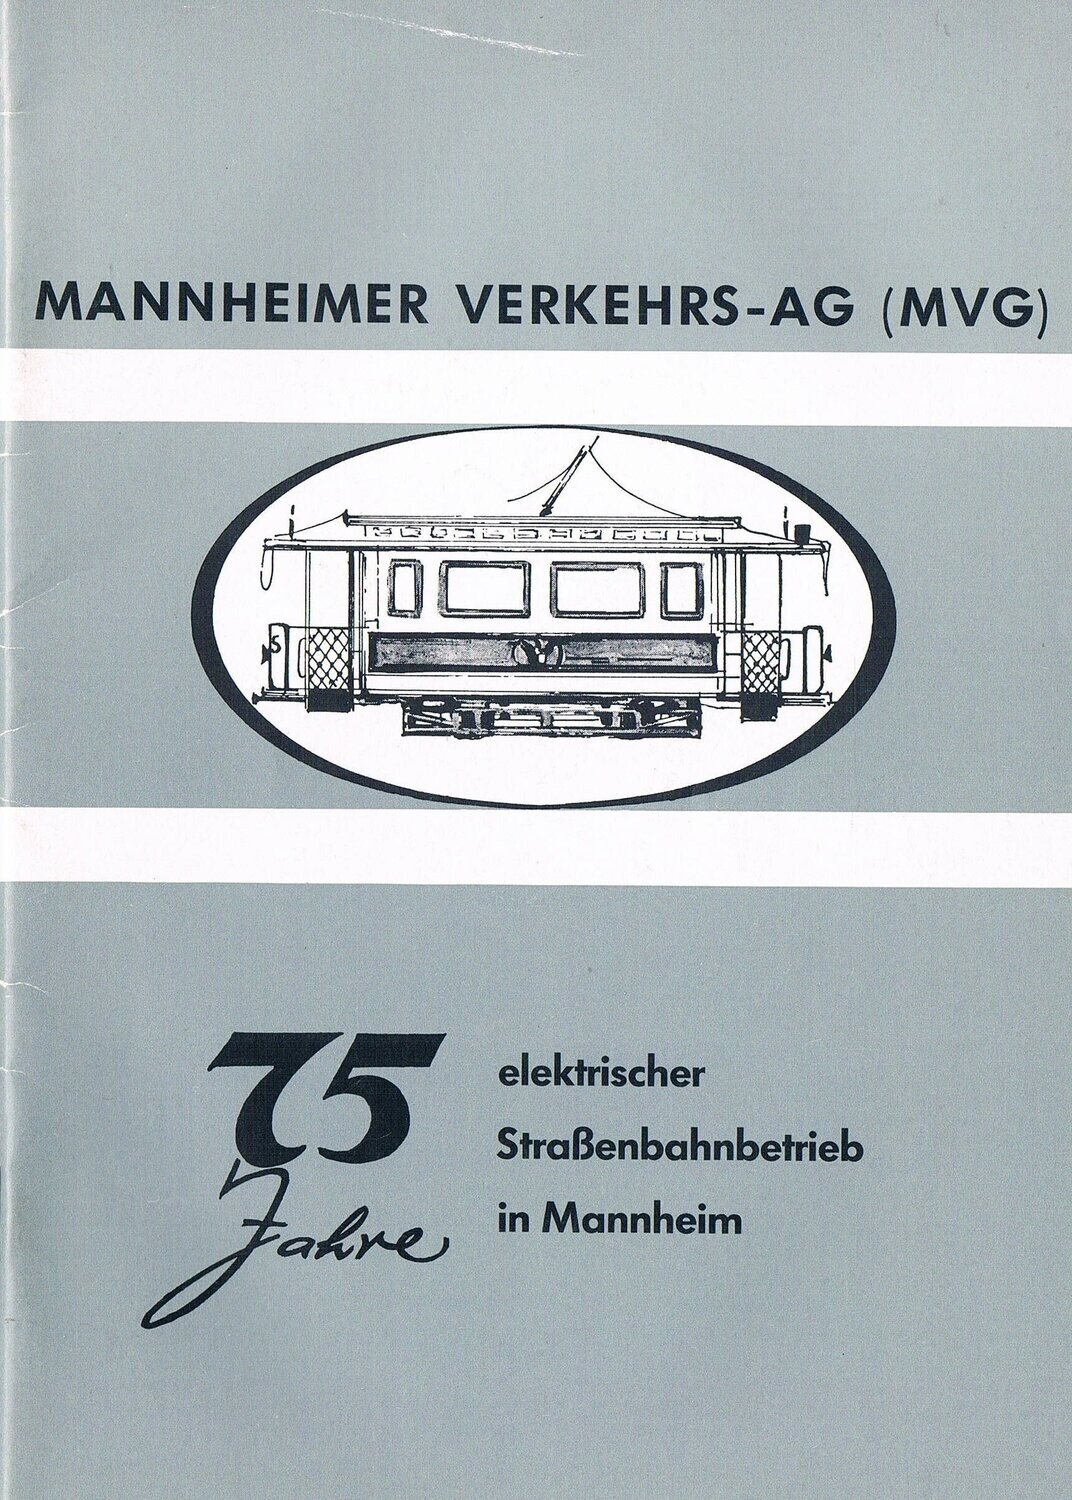 MANNHEIMER VERKEHRS-AG (MVG)
S
75
Jahre
elektrischer
Straßenbahnbetrieb
in Mannheim